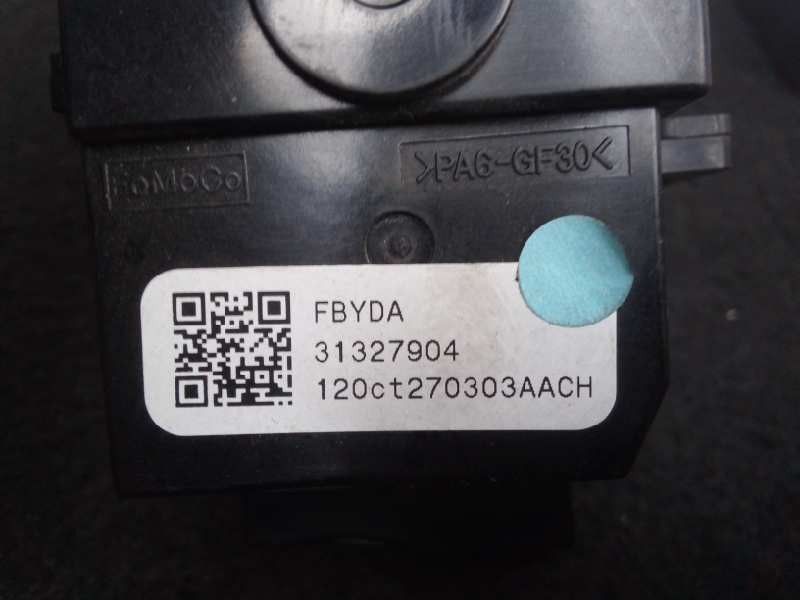 FoMoCo
>PA6-GF30<
FBYDA
31327904
120ct270303AACH